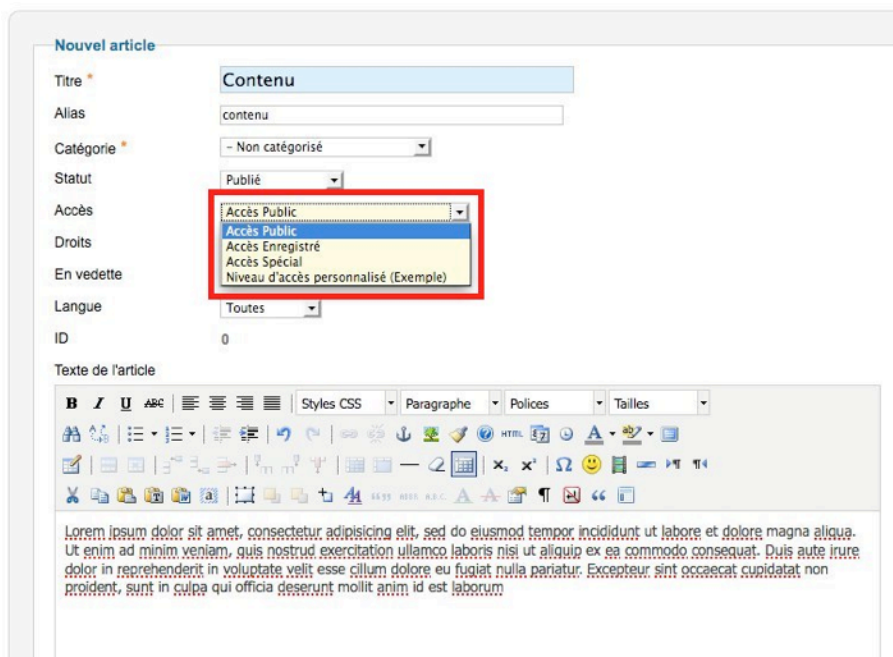 Nouvel article
Titre *
Contenu
Alias
contenu
Catégorie *
- Non catégorisé
Statut
Publié
Accès
Accès Public
Accès Public
Accès Enregistré
Accès Spécial
Niveau d'accès personnalisé (Exemple)
Droits
En vedette
Langue
Toutes
ID
0
Texte de l'article
B I U ABC Styles CSS Paragraphe Polices Tailles
HTML A ab
x₂ x² Ω
A ¶
Lorem ipsum dolor sit amet, consectetur adipisicing elit, sed do eiusmod tempor incididunt ut labore et dolore magna aliqua.
Ut enim ad minim veniam, quis nostrud exercitation ullamco laboris nisi ut aliquip ex ea commodo consequat. Duis aute irure
dolor in reprehenderit in voluptate velit esse cillum dolore eu fugiat nulla pariatur. Excepteur sint occaecat cupidatat non
proident, sunt in culpa qui officia deserunt mollit anim id est laborum